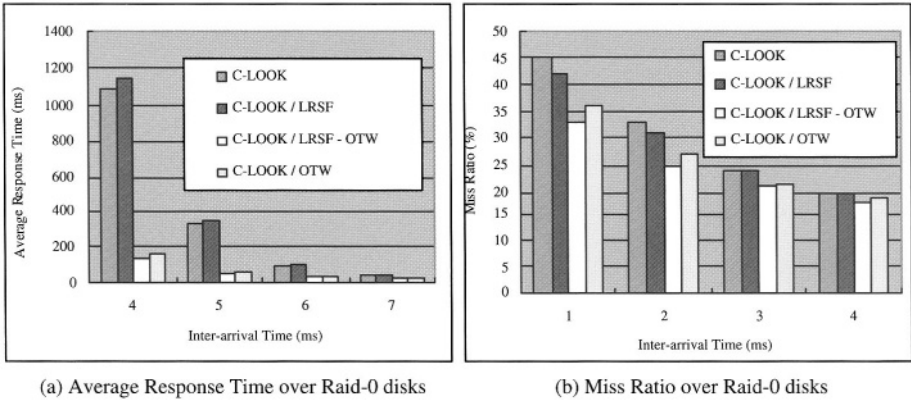 1400
1200
1000
800
600
400
200
0
Average Response Time (ms)
C-LOOK
C-LOOK / LRSF
C-LOOK / LRSF - OTW
C-LOOK / OTW
4 5 6 7
Inter-arrival Time (ms)
(a) Average Response Time over Raid-0 disks
50
45
40
35
30
25
20
15
10
5
0
Miss Ratio (%)
C-LOOK
C-LOOK / LRSF
C-LOOK / LRSF - OTW
C-LOOK / OTW
1 2 3 4
Inter-arrival Time (ms)
(b) Miss Ratio over Raid-0 disks